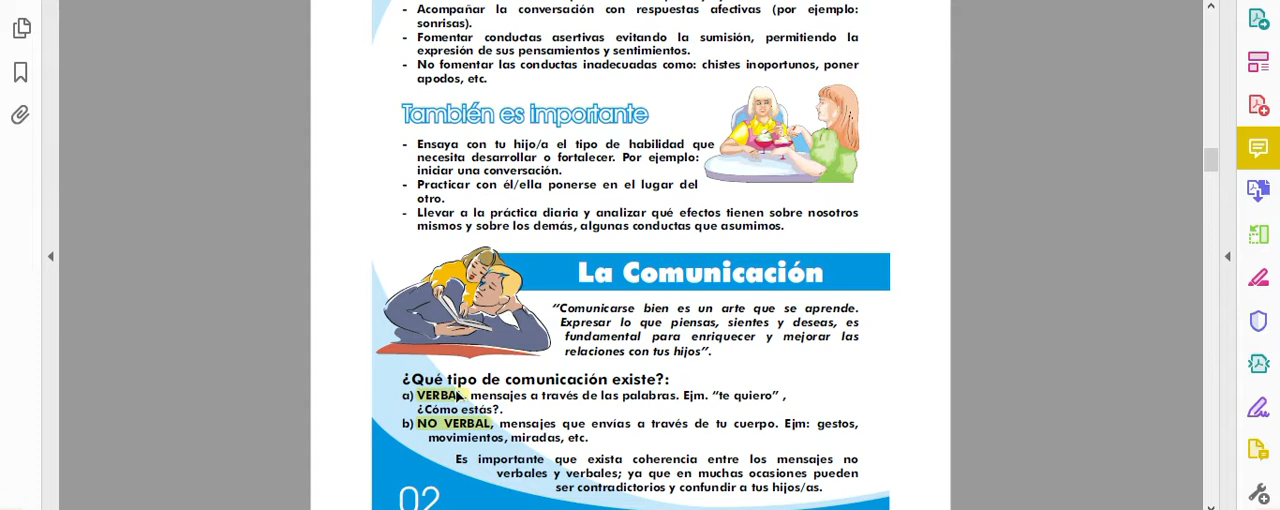 - Acompañar la conversación con respuestas afectivas (por ejemplo:
sonrisas).
- Fomentar conductas asertivas evitando la sumisión, permitiendo la
expresión de sus pensamientos y sentimientos.
- No fomentar las conductas inadecuadas como: chistes inoportunos, poner
apodos, etc.
También es importante
- Ensaya con tu hijo/a el tipo de habilidad que
necesita desarrollar o fortalecer. Por ejemplo:
iniciar una conversación.
- Practicar con él/ella ponerse en el lugar del
otro.
- Llevar a la práctica diaria y analizar qué efectos tienen sobre nosotros
mismos y sobre los demás, algunas conductas que asumimos.
La Comunicación
"Comunicarse bien es un arte que se aprende.
Expresar lo que piensas, sientes y deseas, es
fundamental para enriquecer y mejorar las
relaciones con tus hijos".
¿Qué tipo de comunicación existe?:
a) VERBAL. mensajes a través de las palabras. Ejm. "te quiero" ,
¿Cómo estás?.
b) NO VERBAL, mensajes que envías a través de tu cuerpo. Ejm: gestos,
movimientos, miradas, etc.
Es importante que exista coherencia entre los mensajes no
verbales y verbales; ya que en muchas ocasiones pueden
ser contradictorios y confundir a tus hijos/as.
02